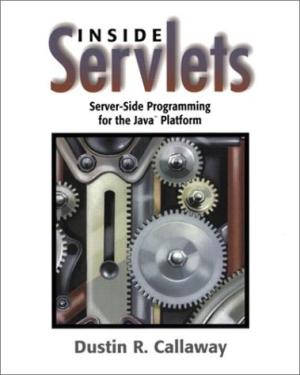 INSIDE
Servlets
Server-Side Programming
for the Java™ Platform
Dustin R. Callaway